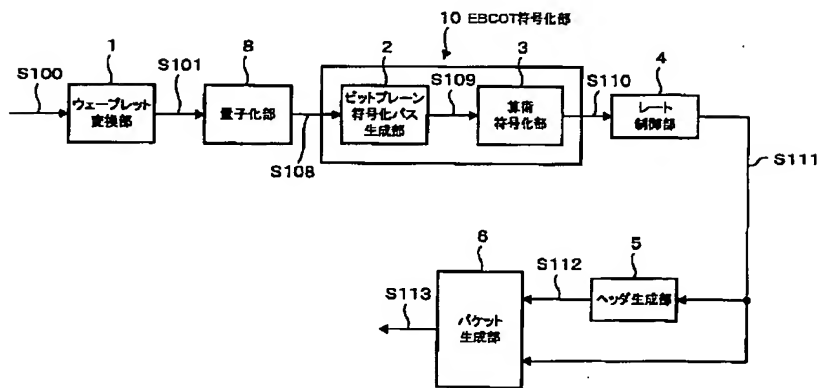 10 EBCOT符号化部
1
8
2
3
4
S100
S101
S109
S110
ウェーブレット
変換部
量子化部
ビットプレーン
符号化パス
生成部
算術
符号化部
レート
制御部
S108
S111
6
5
S112
S113
ヘッダ生成部
パケット
生成部